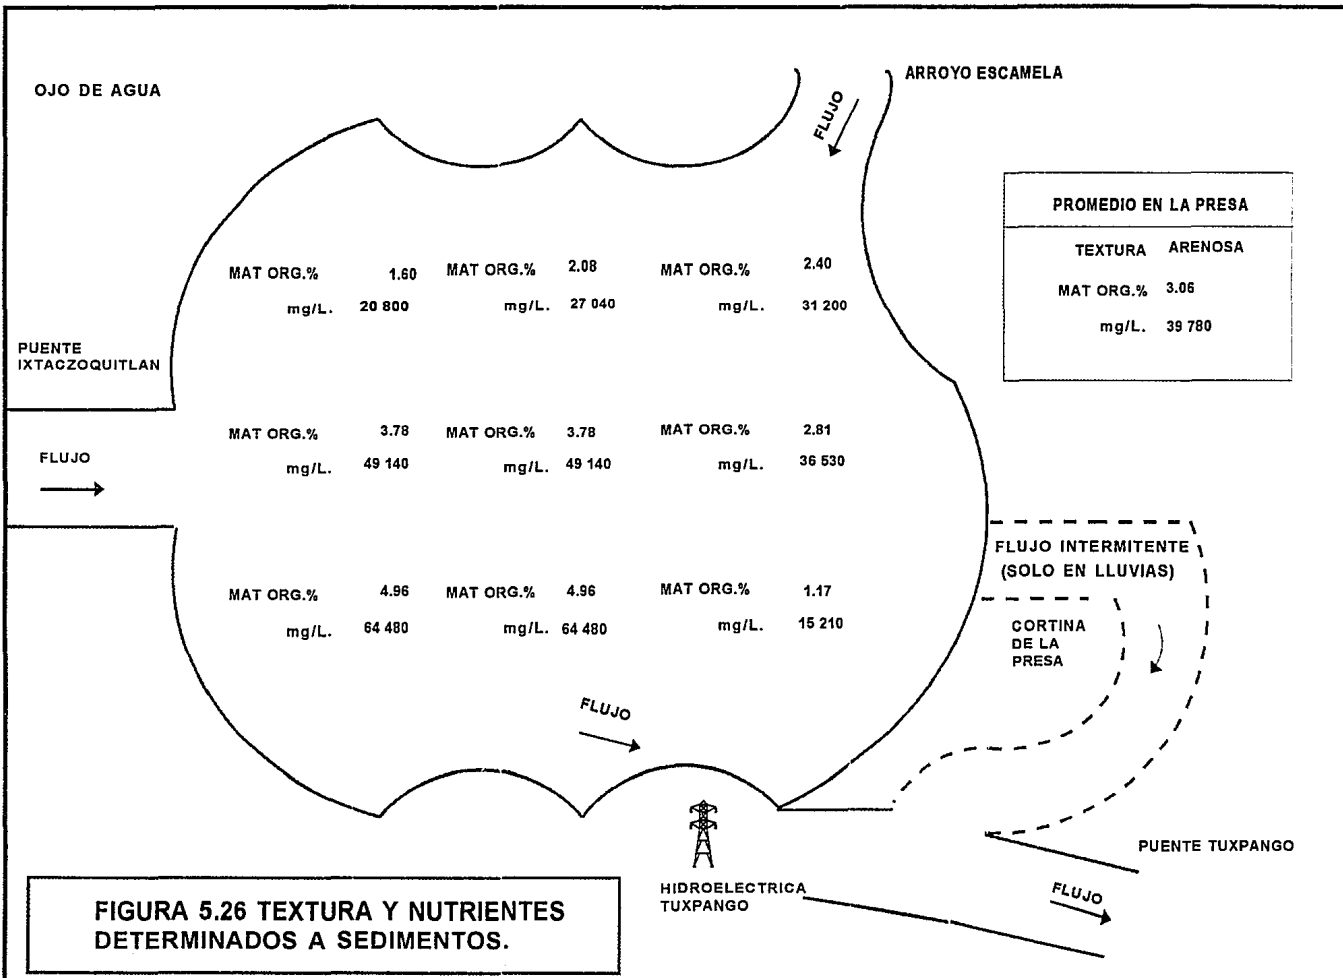 OJO DE AGUA
ARROYO ESCAMELA
FLUJO
PROMEDIO EN LA PRESA
TEXTURA ARENOSA
MAT ORG.% 3.06
mg/L. 39 780
MAT ORG.% 1.60 MAT ORG.% 2.08 MAT ORG.% 2.40
mg/L. 20 800 mg/L. 27 040 mg/L. 31 200
PUENTE
IXTACZOQUITLAN
FLUJO
MAT ORG.% 3.78 MAT ORG.% 3.78 MAT ORG.% 2.81
mg/L. 49 140 mg/L. 49 140 mg/L. 36 530
FLUJO INTERMITENTE
(SOLO EN LLUVIAS)
MAT ORG.% 4.96 MAT ORG.% 4.96 MAT ORG.% 1.17
mg/L. 64 480 mg/L. 64 480 mg/L. 15 210
CORTINA
DE LA
PRESA
FLUJO
PUENTE TUXPANGO
HIDROELECTRICA
TUXPANGO
FLUJO
FIGURA 5.26 TEXTURA Y NUTRIENTES
DETERMINADOS A SEDIMENTOS.